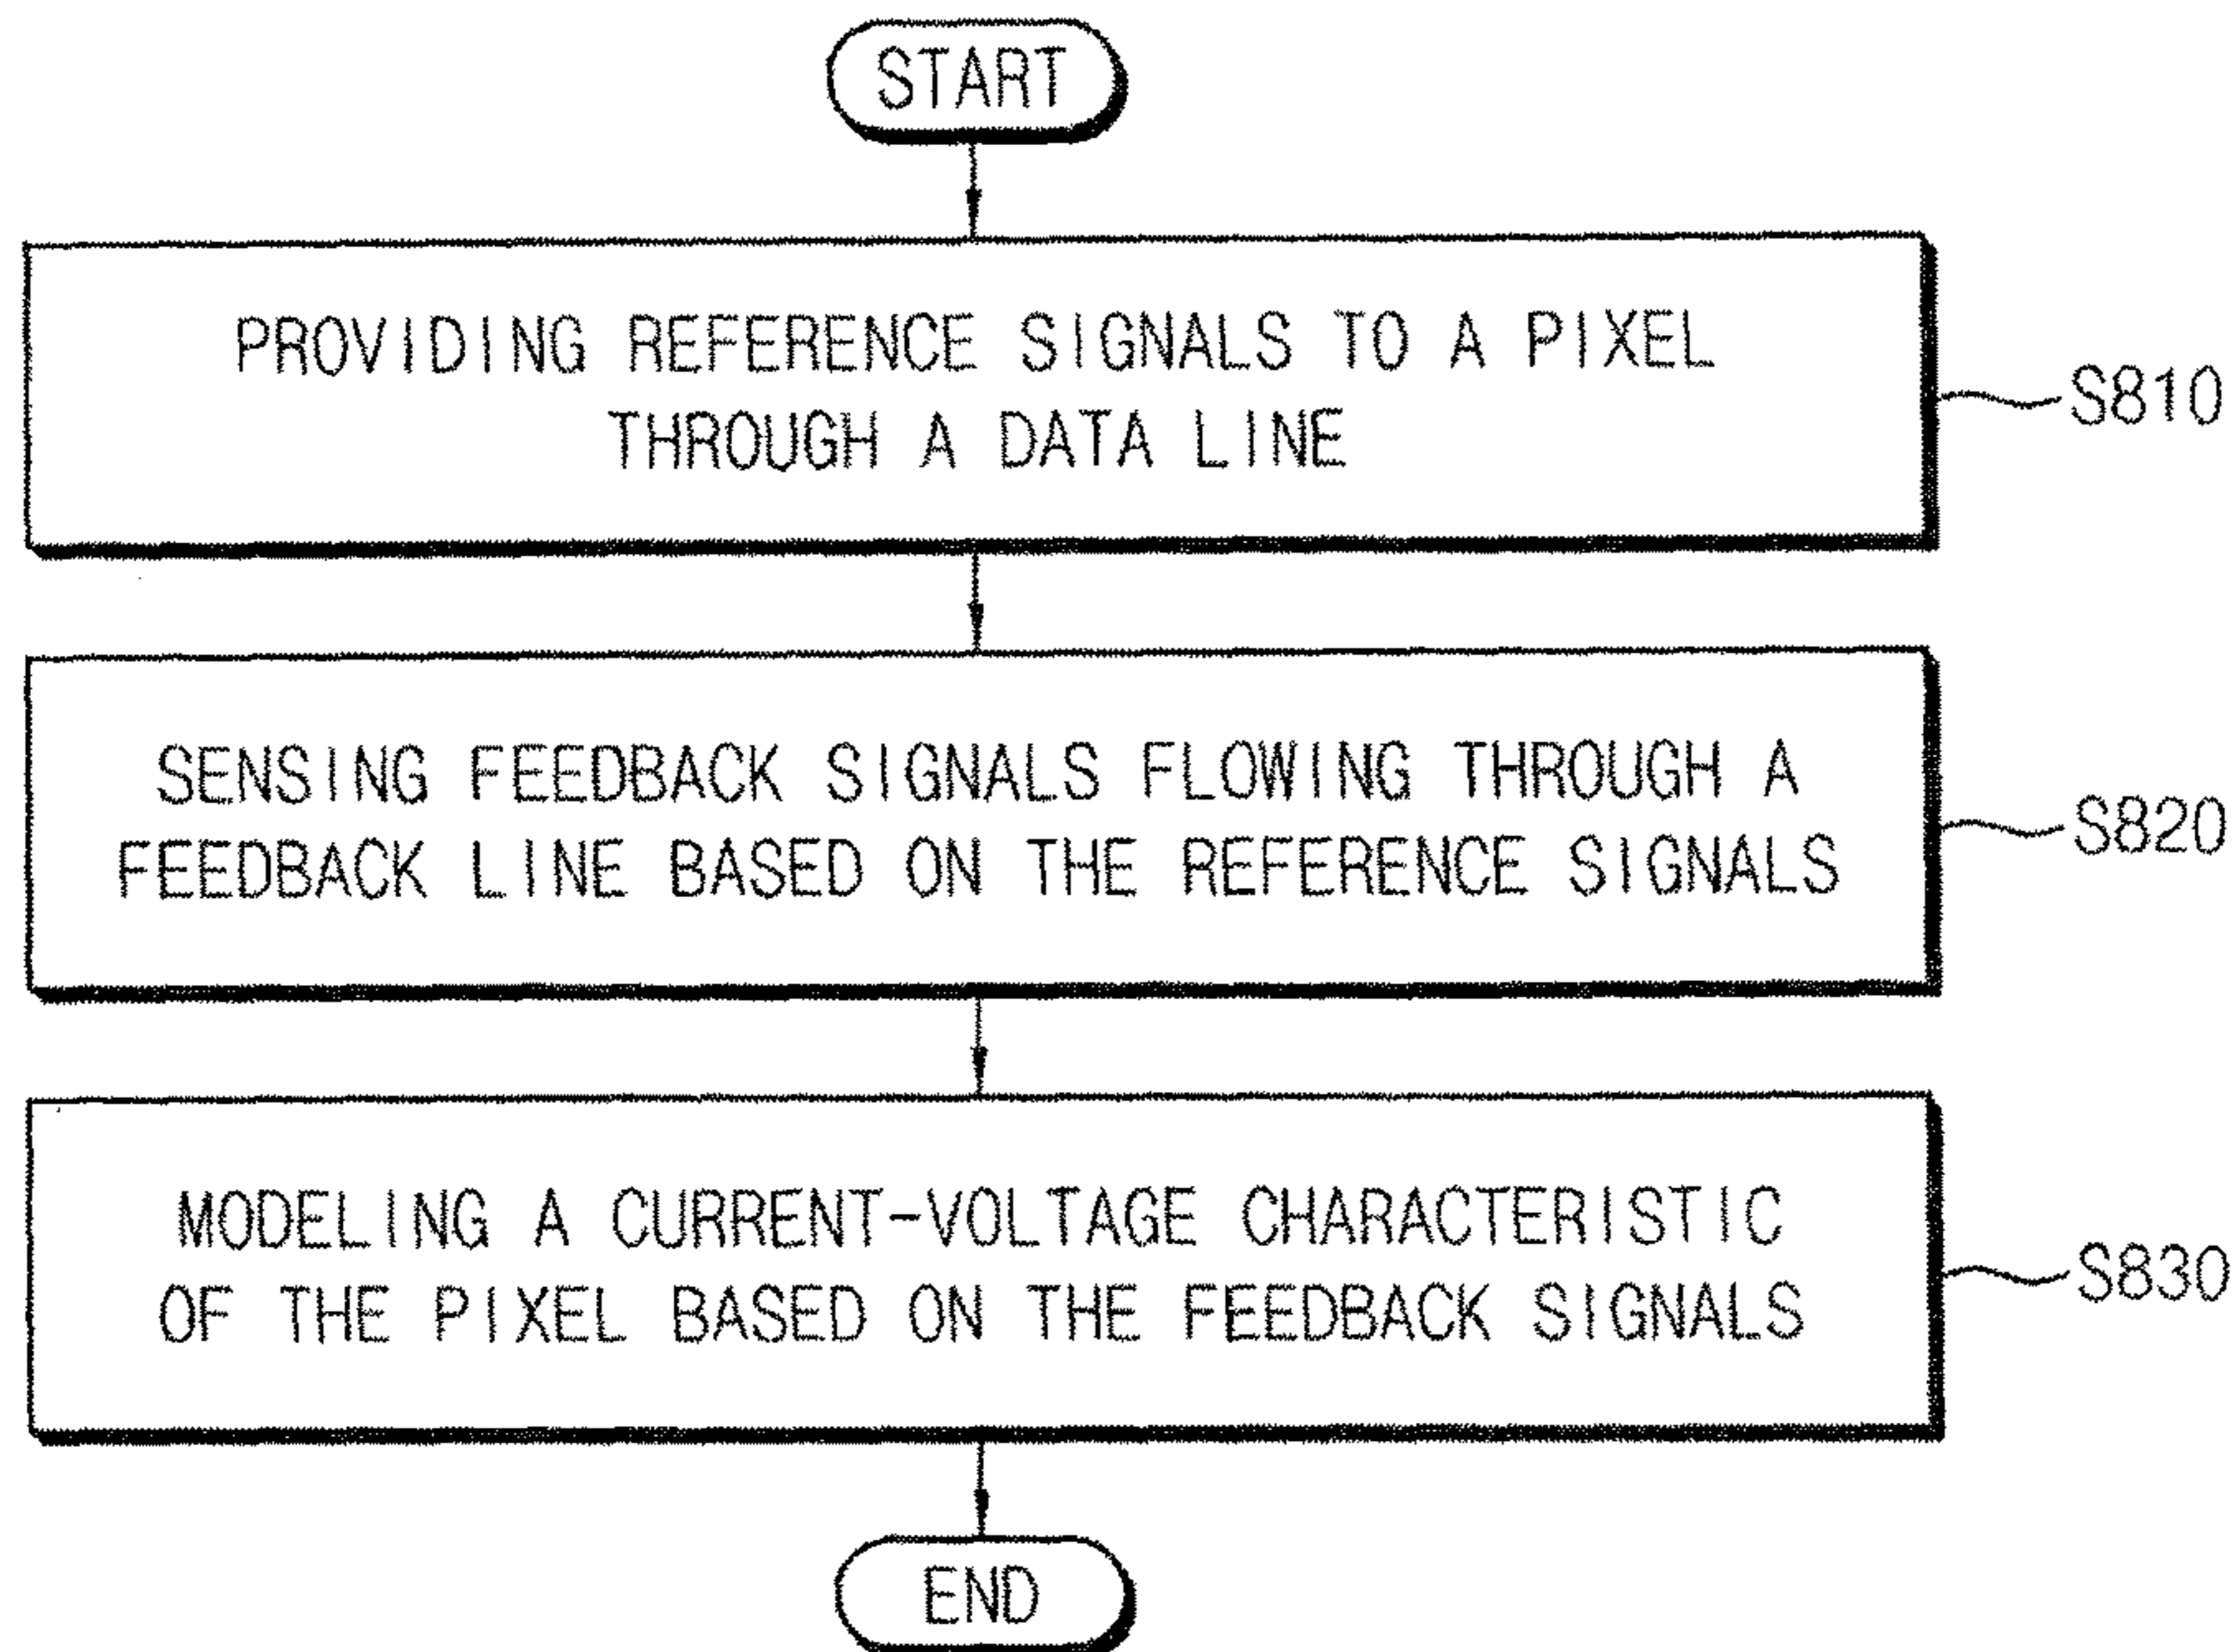 START
PROVIDING REFERENCE SIGNALS TO A PIXEL
THROUGH A DATA LINE
S810
SENSING FEEDBACK SIGNALS FLOWING THROUGH A
FEEDBACK LINE BASED ON THE REFERENCE SIGNALS
S820
MODELING A CURRENT-VOLTAGE CHARACTERISTIC
OF THE PIXEL BASED ON THE FEEDBACK SIGNALS
S830
END